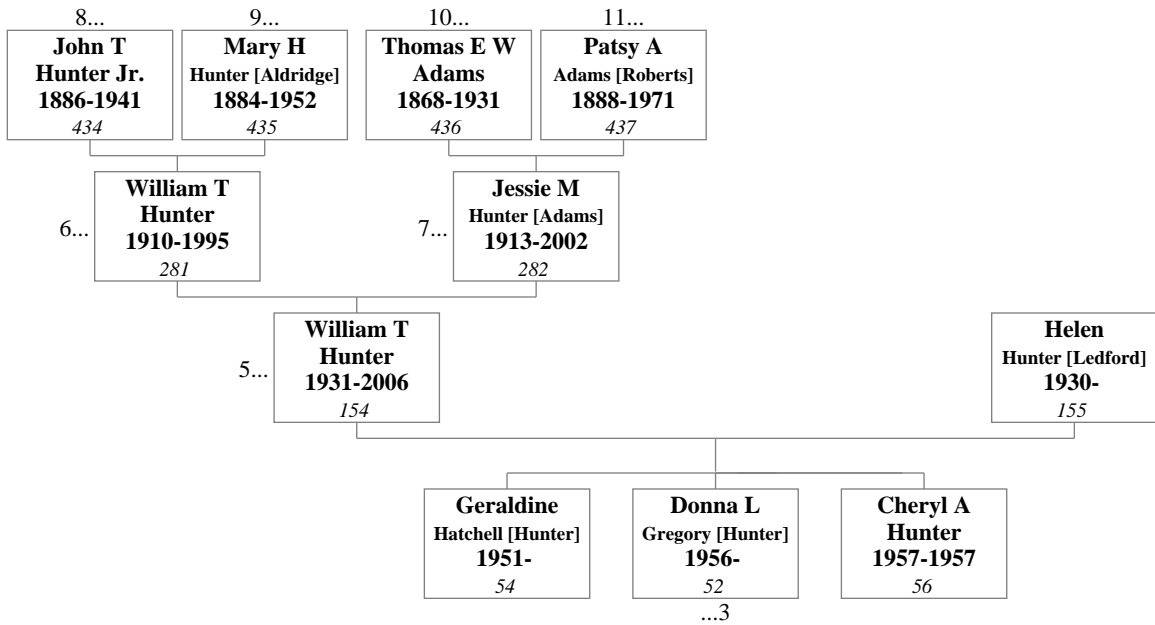 8...
9...
10...
11...
John T
Hunter Jr.
1886-1941
434
Mary H
Hunter [Aldridge]
1884-1952
435
Thomas E W
Adams
1868-1931
436
Patsy A
Adams [Roberts]
1888-1971
437
6...
William T
Hunter
1910-1995
281
7...
Jessie M
Hunter [Adams]
1913-2002
282
5...
William T
Hunter
1931-2006
154
Helen
Hunter [Ledford]
1930-
155
Geraldine
Hatchell [Hunter]
1951-
54
Donna L
Gregory [Hunter]
1956-
52
Cheryl A
Hunter
1957-1957
56
...3